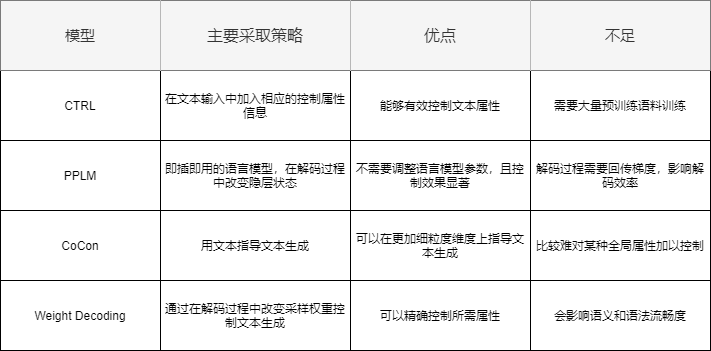 模型
主要采取策略
优点
不足
CTRL
在文本输入中加入相应的控制属性
信息
能够有效控制文本属性
需要大量预训练语料训练
PPLM
即插即用的语言模型，在解码过程
中改变隐层状态
不需要调整语言模型参数，且控
制效果显著
解码过程需要回传梯度，影响解
码效率
CoCon
用文本指导文本生成
可以在更加细粒度维度上指导文
本生成
比较难对某种全局属性加以控制
Weight Decoding
通过在解码过程中改变采样权重控
制文本生成
可以精确控制所需属性
会影响语义和语法流畅度